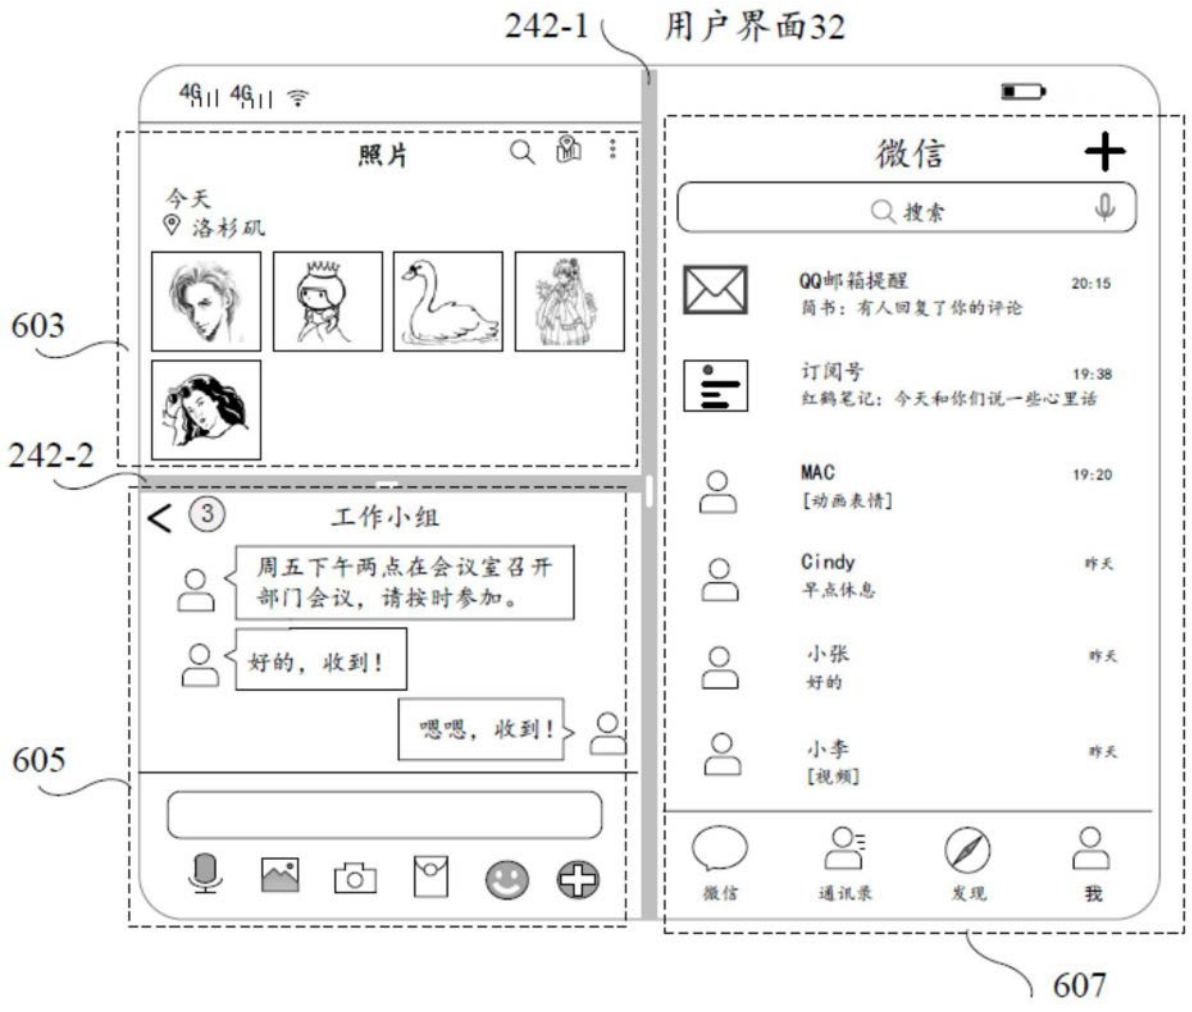 242-1
用户界面32
4G 4G
照片
今天
洛杉矶
603
242-2
3
工作小组
周五下午两点在会议室召开
部门会议，请按时参加。
好的，收到！
嗯嗯，收到！
605
微信
搜索
QQ邮箱提醒 20:15
简书：有人回复了你的评论
订阅号 19:38
红鹤笔记：今天和你们说一些心里话
MAC 19:20
[动画表情]
Cindy 昨天
早点休息
小张 昨天
好的
小李 昨天
[视频]
微信 通讯录 发现 我
607